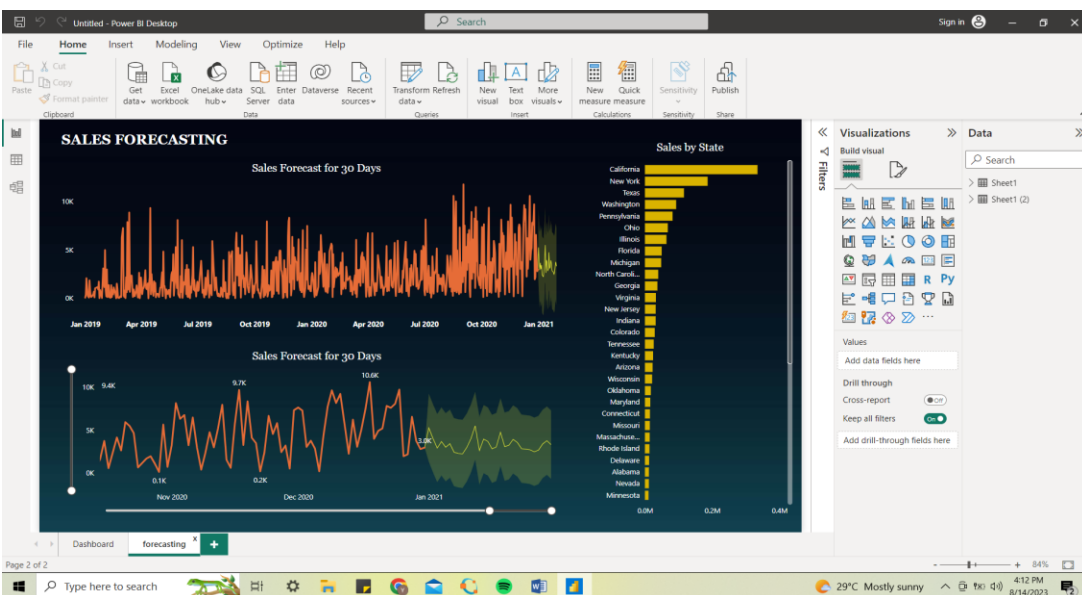 Untitled - Power BI Desktop
Search
Sign in
File Home Insert Modeling View Optimize Help
Paste
Cut
Copy
Format painter
Clipboard
Get data
Excel workbook
OneLake data hub
SQL Server
Enter data
Dataverse
Recent sources
Data
Transform data
Refresh
Queries
New visual
Text box
More visuals
Insert
New measure
Quick measure
Calculations
Sensitivity
Sensitivity
Publish
Share
SALES FORECASTING
Sales Forecast for 30 Days
10K
5K
0K
Jan 2019 Apr 2019 Jul 2019 Oct 2019 Jan 2020 Apr 2020 Jul 2020 Oct 2020 Jan 2021
Sales Forecast for 30 Days
10K
5K
0K
9.4K
9.7K
10.6K
3.0K
0.1K
0.2K
Nov 2020 Dec 2020 Jan 2021
Sales by State
California
New York
Texas
Washington
Pennsylvania
Ohio
Illinois
Florida
Michigan
North Caroli...
Georgia
Virginia
New Jersey
Indiana
Colorado
Tennessee
Kentucky
Arizona
Wisconsin
Oklahoma
Maryland
Connecticut
Missouri
Massachuse...
Rhode Island
Delaware
Alabama
Nevada
Minnesota
0.0M 0.2M 0.4M
Filters
Visualizations
Build visual
R Py
Values
Add data fields here
Drill through
Cross-report
Off
Keep all filters
On
Add drill-through fields here
Data
Search
Sheet1
Sheet1 (2)
Dashboard
forecasting
x
+
Page 2 of 2
- + 84%
Type here to search
29°C Mostly sunny
4:12 PM
8/14/2023